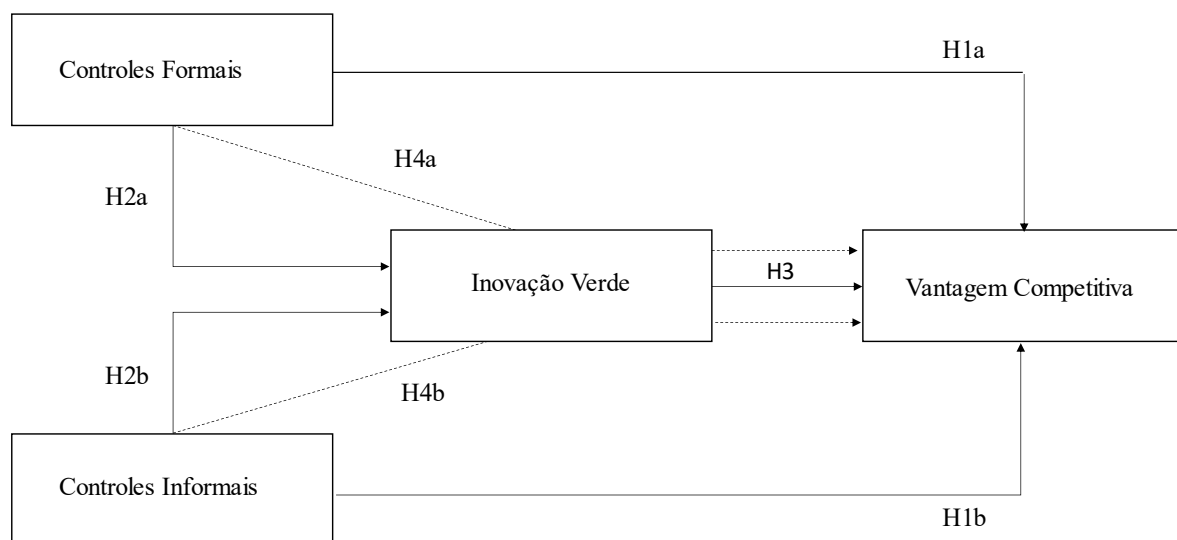 H1a
Controles Formais
H4a
H2a
H3
Inovação Verde
Vantagem Competitiva
H2b
H4b
Controles Informais
H1b